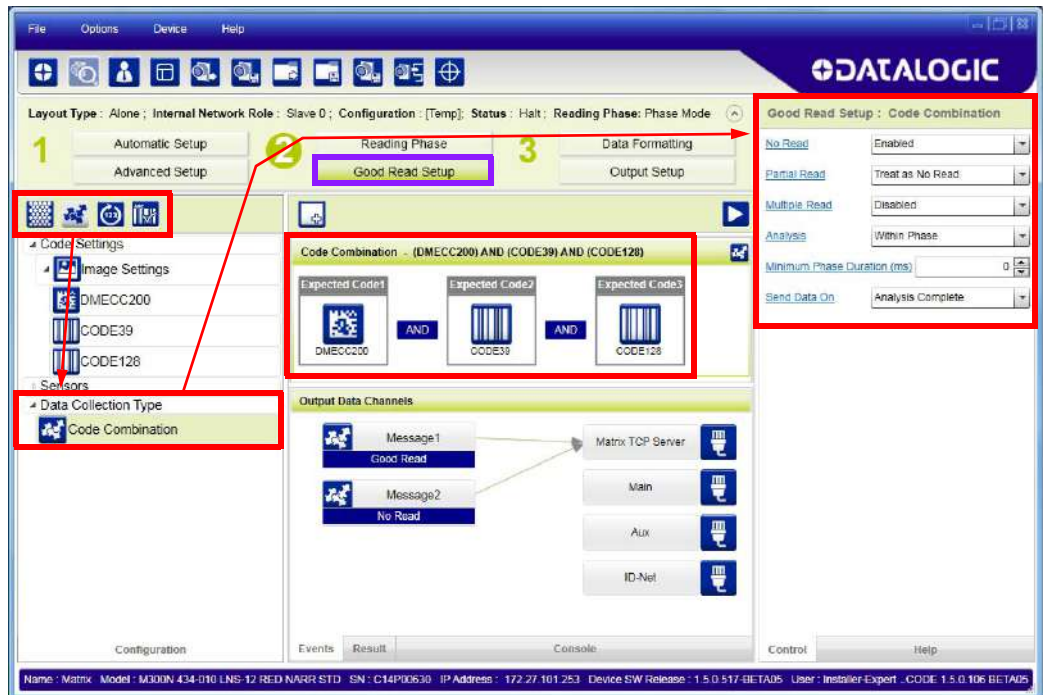 File Options Device Help
DATALOGIC
Layout Type : Alone ; Internal Network Role : Slave 0 ; Configuration : [Temp]; Status : Halt ; Reading Phase: Phase Mode
1 Automatic Setup
Advanced Setup
2 Reading Phase
Good Read Setup
3 Data Formatting
Output Setup
Code Settings
Image Settings
DMECC200
CODE39
CODE128
Sensors
Data Collection Type
Code Combination
Configuration
Code Combination - (DMECC200) AND (CODE39) AND (CODE128)
Expected Code1 Expected Code2 Expected Code3
AND AND
DMECC200 CODE39 CODE128
Output Data Channels
Message1
Good Read
Message2
No Read
Matrix TCP Server
Main
Aux
ID-Net
Events Result Console
Good Read Setup : Code Combination
No Read Enabled
Partial Read Treat as No Read
Multiple Read Disabled
Analysis Within Phase
Minimum Phase Duration (ms) 0
Send Data On Analysis Complete
Control Help
Name : Matrix Model : M300N 434-010 LNS-12 RED NARR STD SN : C14P00630 IP Address : 172.27.101.253 Device SW Release : 1.5.0.517-BETA05 User : Installer-Expert ..CODE 1.5.0.106 BETA05